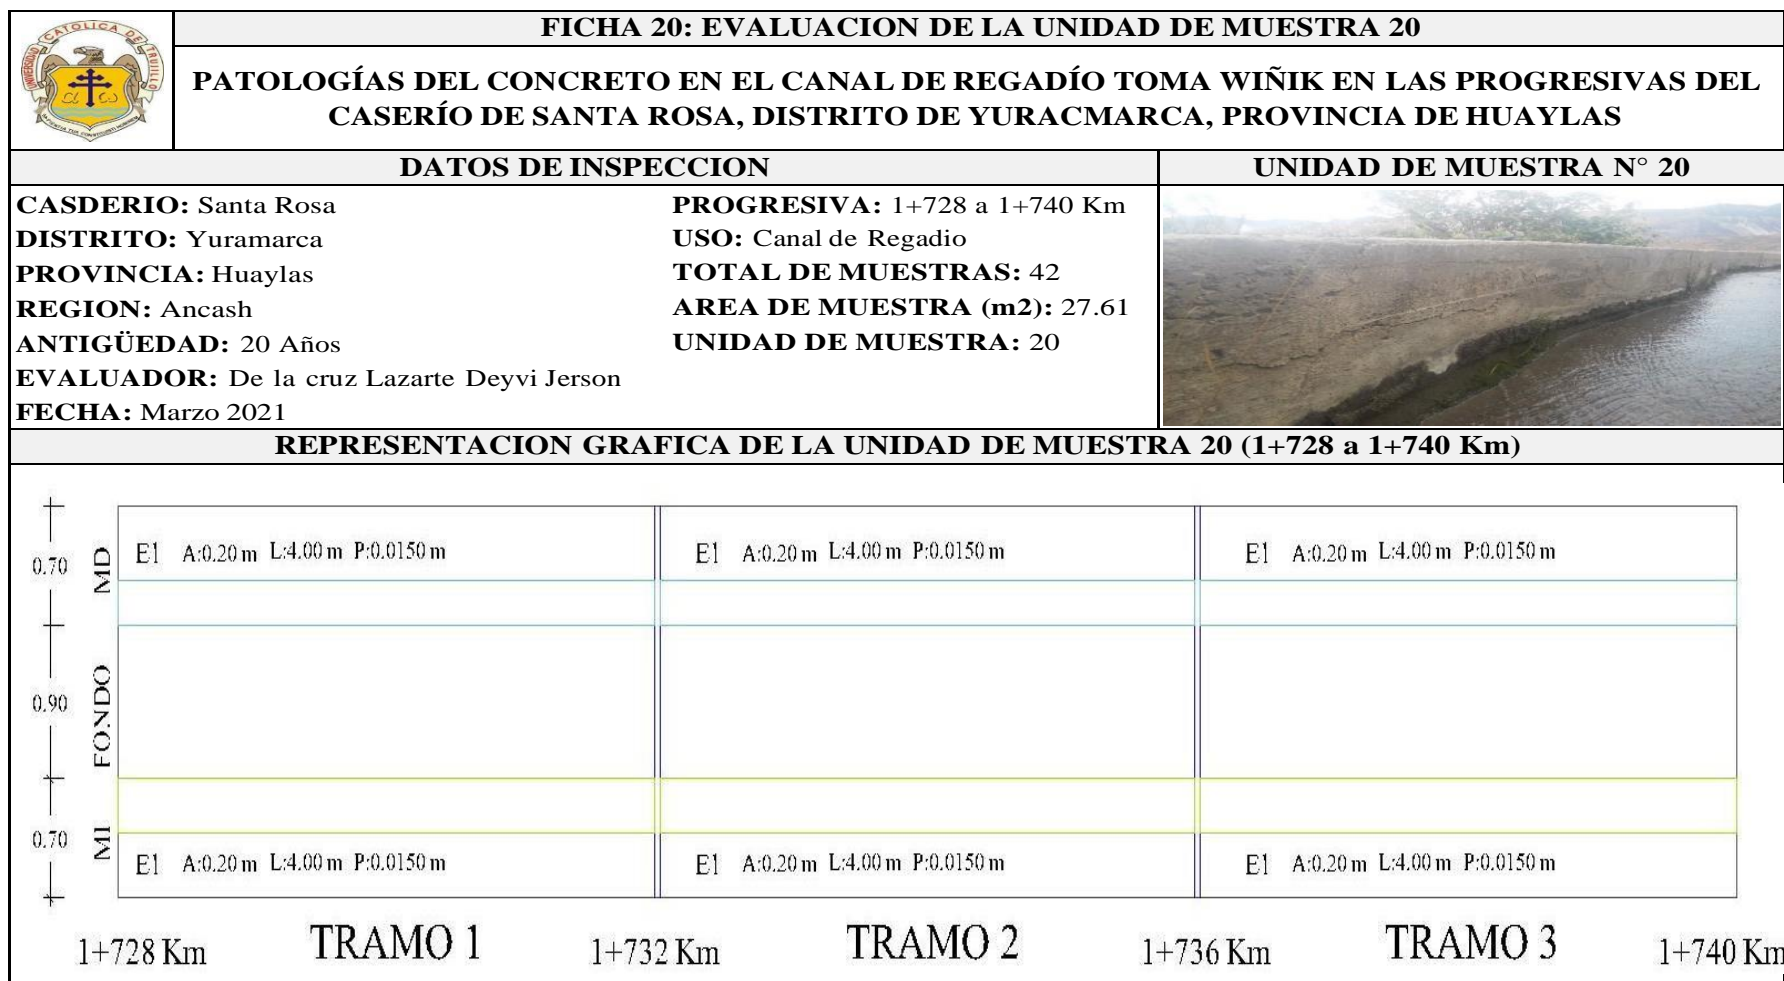 FICHA 20: EVALUACION DE LA UNIDAD DE MUESTRA 20
PATOLOGÍAS DEL CONCRETO EN EL CANAL DE REGADÍO TOMA WIÑIK EN LAS PROGRESIVAS DEL
CASERÍO DE SANTA ROSA, DISTRITO DE YURACMARCA, PROVINCIA DE HUAYLAS
DATOS DE INSPECCION
UNIDAD DE MUESTRA N° 20
CASDERIO: Santa Rosa
PROGRESIVA: 1+728 a 1+740 Km
DISTRITO: Yuramarca
USO: Canal de Regadio
PROVINCIA: Huaylas
TOTAL DE MUESTRAS: 42
REGION: Ancash
AREA DE MUESTRA (m2): 27.61
ANTIGÜEDAD: 20 Años
UNIDAD DE MUESTRA: 20
EVALUADOR: De la cruz Lazarte Deyvi Jerson
FECHA: Marzo 2021
REPRESENTACION GRAFICA DE LA UNIDAD DE MUESTRA 20 (1+728 a 1+740 Km)
0.70 MD E1 A:0.20 m L:4.00 m P:0.0150 m E1 A:0.20 m L:4.00 m P:0.0150 m E1 A:0.20 m L:4.00 m P:0.0150 m
0.90 FONDO
0.70 MI E1 A:0.20 m L:4.00 m P:0.0150 m E1 A:0.20 m L:4.00 m P:0.0150 m E1 A:0.20 m L:4.00 m P:0.0150 m
1+728 Km TRAMO 1 1+732 Km TRAMO 2 1+736 Km TRAMO 3 1+740 Km
UNIVERSIDAD CATOLICA DE TRUJILLO